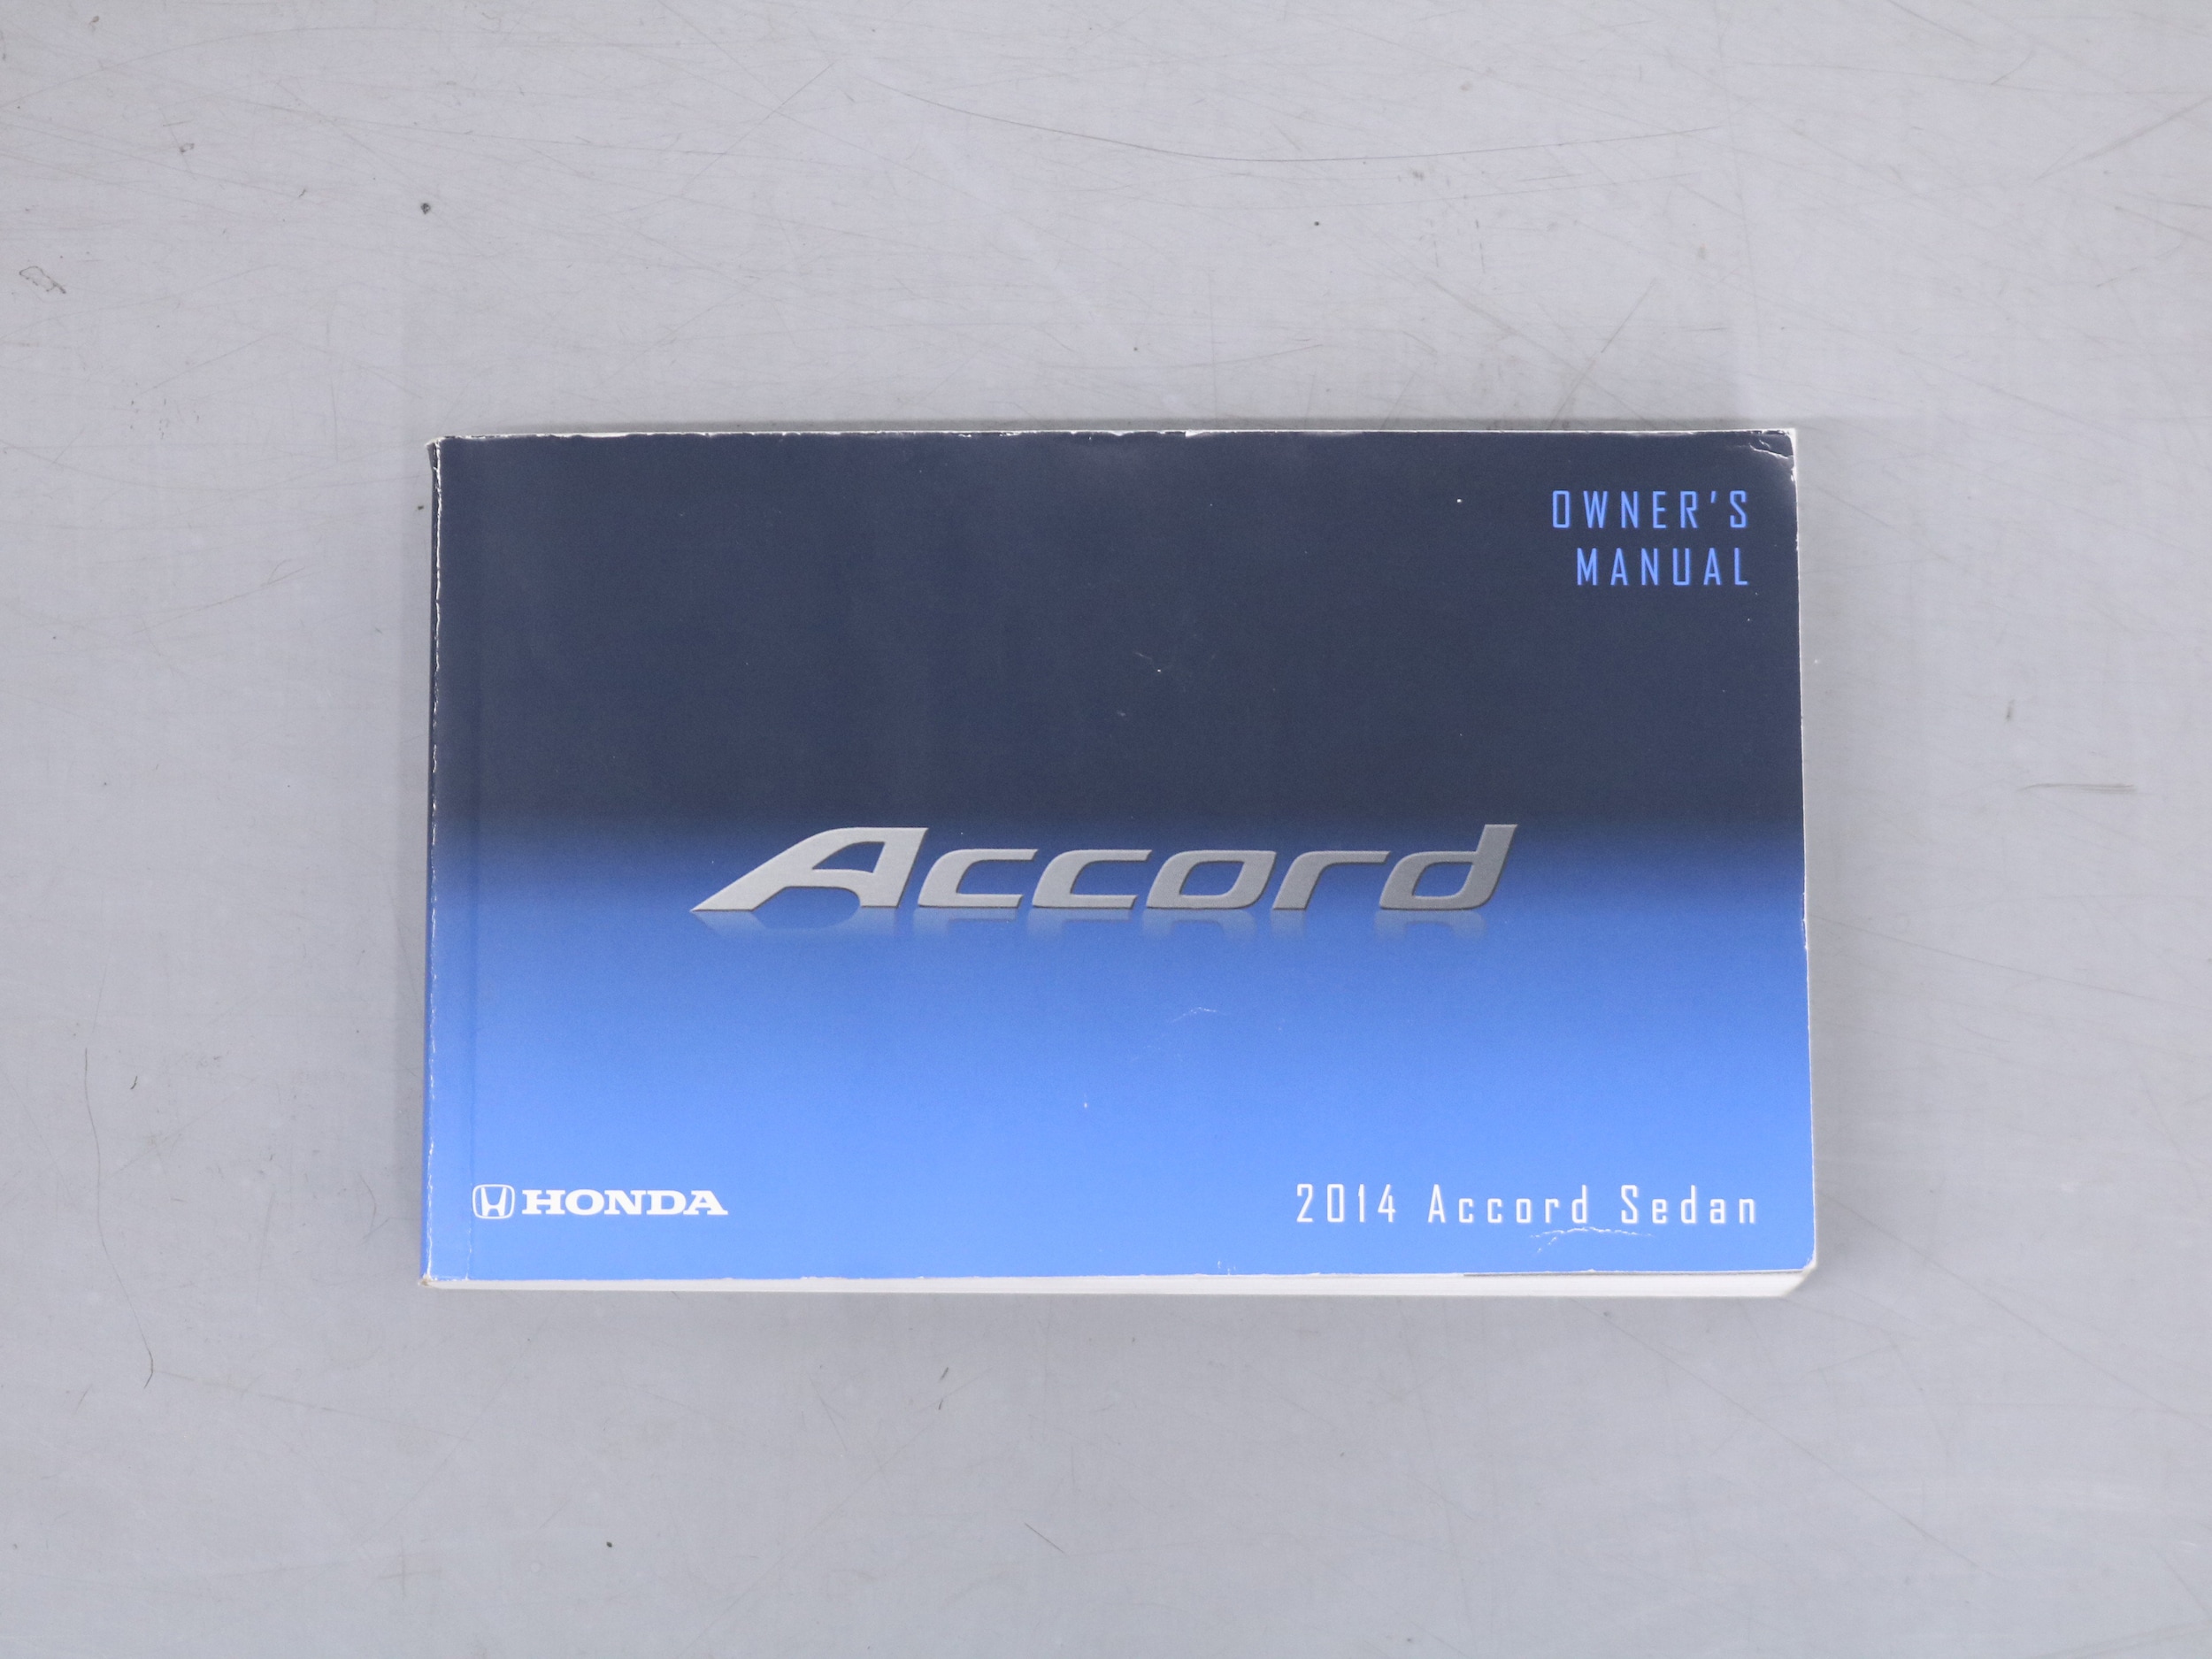 OWNER'S
MANUAL
Accord
HONDA
2014 Accord Sedan